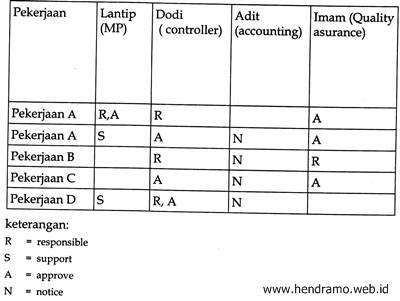 Pekerjaan Lantip Dodi Adit Imam (Quality
(MP) ( controller) (accounting) asurance)
Pekerjaan A R,A R A
Pekerjaan A S A N A
Pekerjaan B R N R
Pekerjaan C A N A
Pekerjaan D S R, A N
keterangan:
R = responsible
S = support
A = approve
N = notice
www.hendramo.web.id